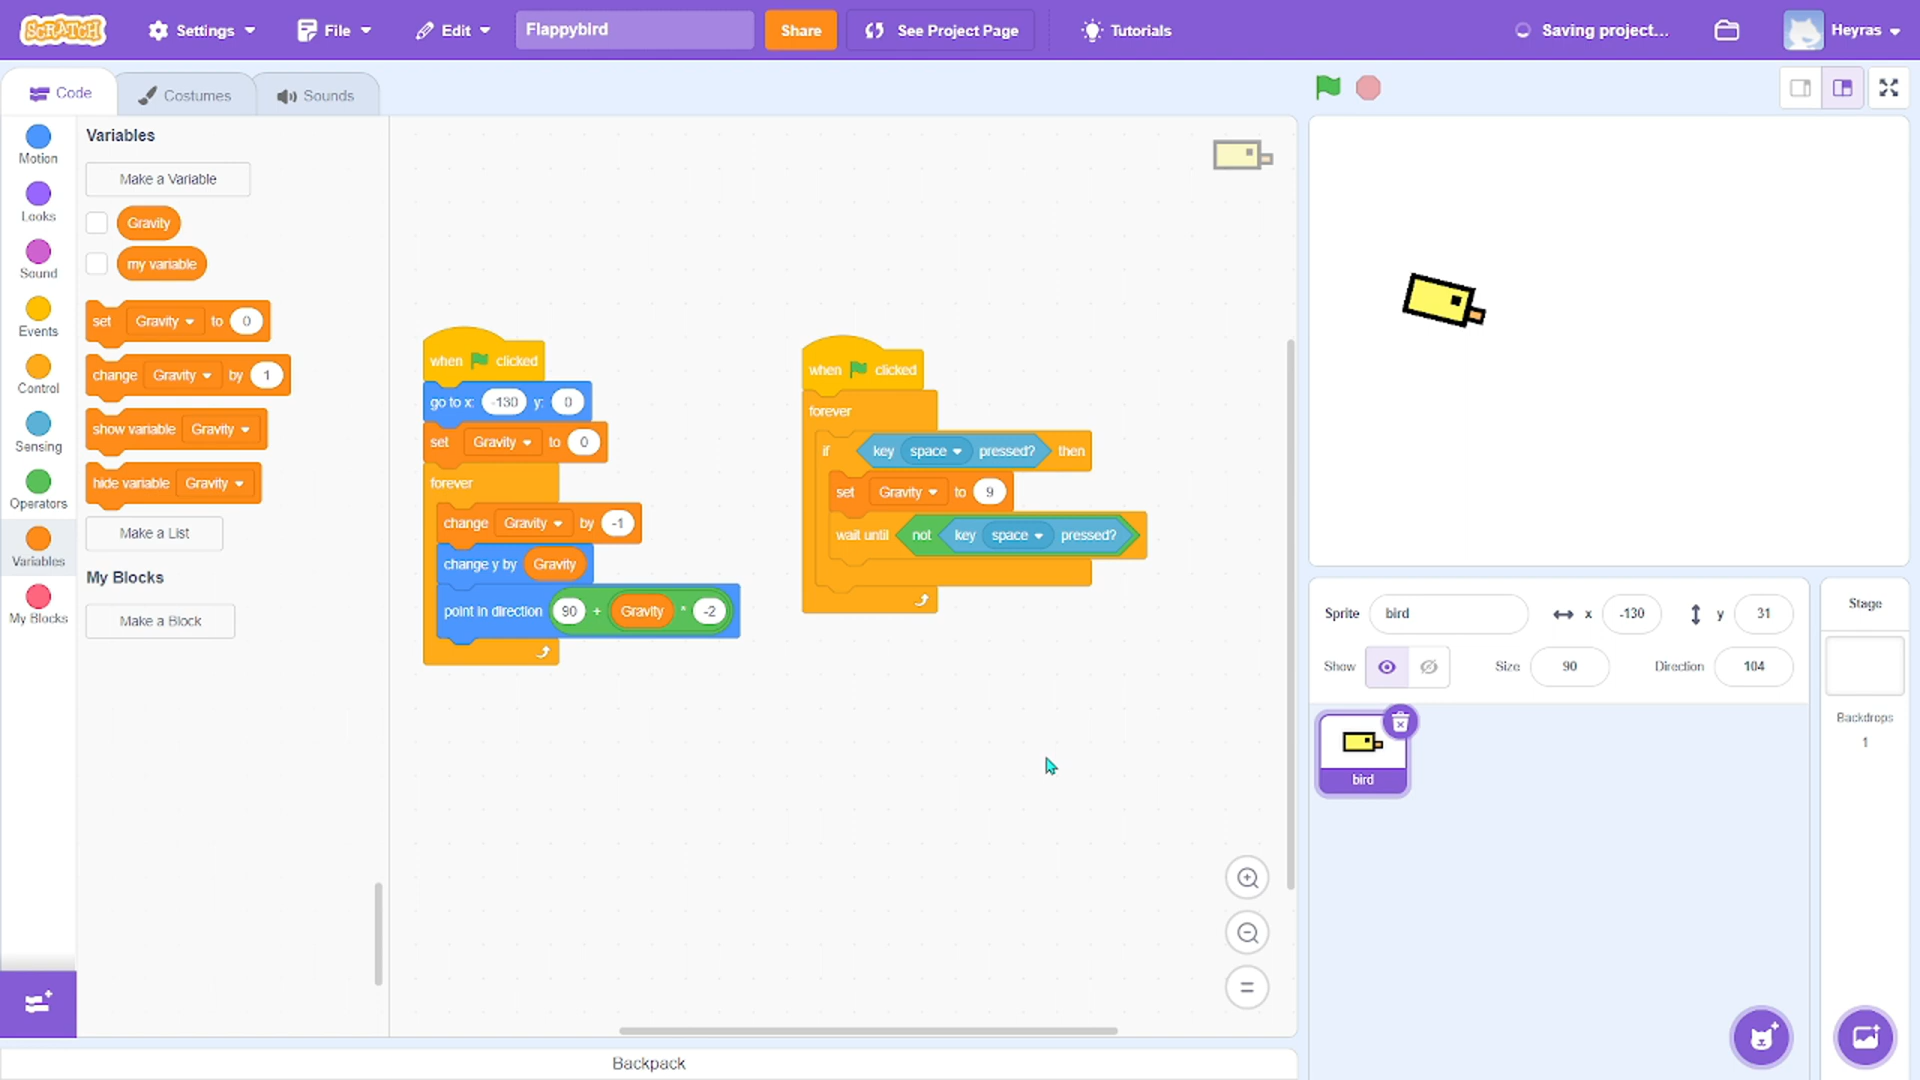 SCRATCH Settings File Edit Flappybird Share See Project Page Tutorials Saving project... Heyras
Code Costumes Sounds
Motion
Looks
Sound
Events
Control
Sensing
Operators
Variables
My Blocks
Variables
Make a Variable
Gravity
my variable
set Gravity to 0
change Gravity by 1
show variable Gravity
hide variable Gravity
Make a List
My Blocks
Make a Block
when clicked
go to x: -130 y: 0
set Gravity to 0
forever
change Gravity by -1
change y by Gravity
point in direction 90 + Gravity * -2
when clicked
forever
if key space pressed? then
set Gravity to 9
wait until not key space pressed?
Sprite bird x -130 y 31
Show Size 90 Direction 104
bird
Stage
Backdrops
1
Backpack